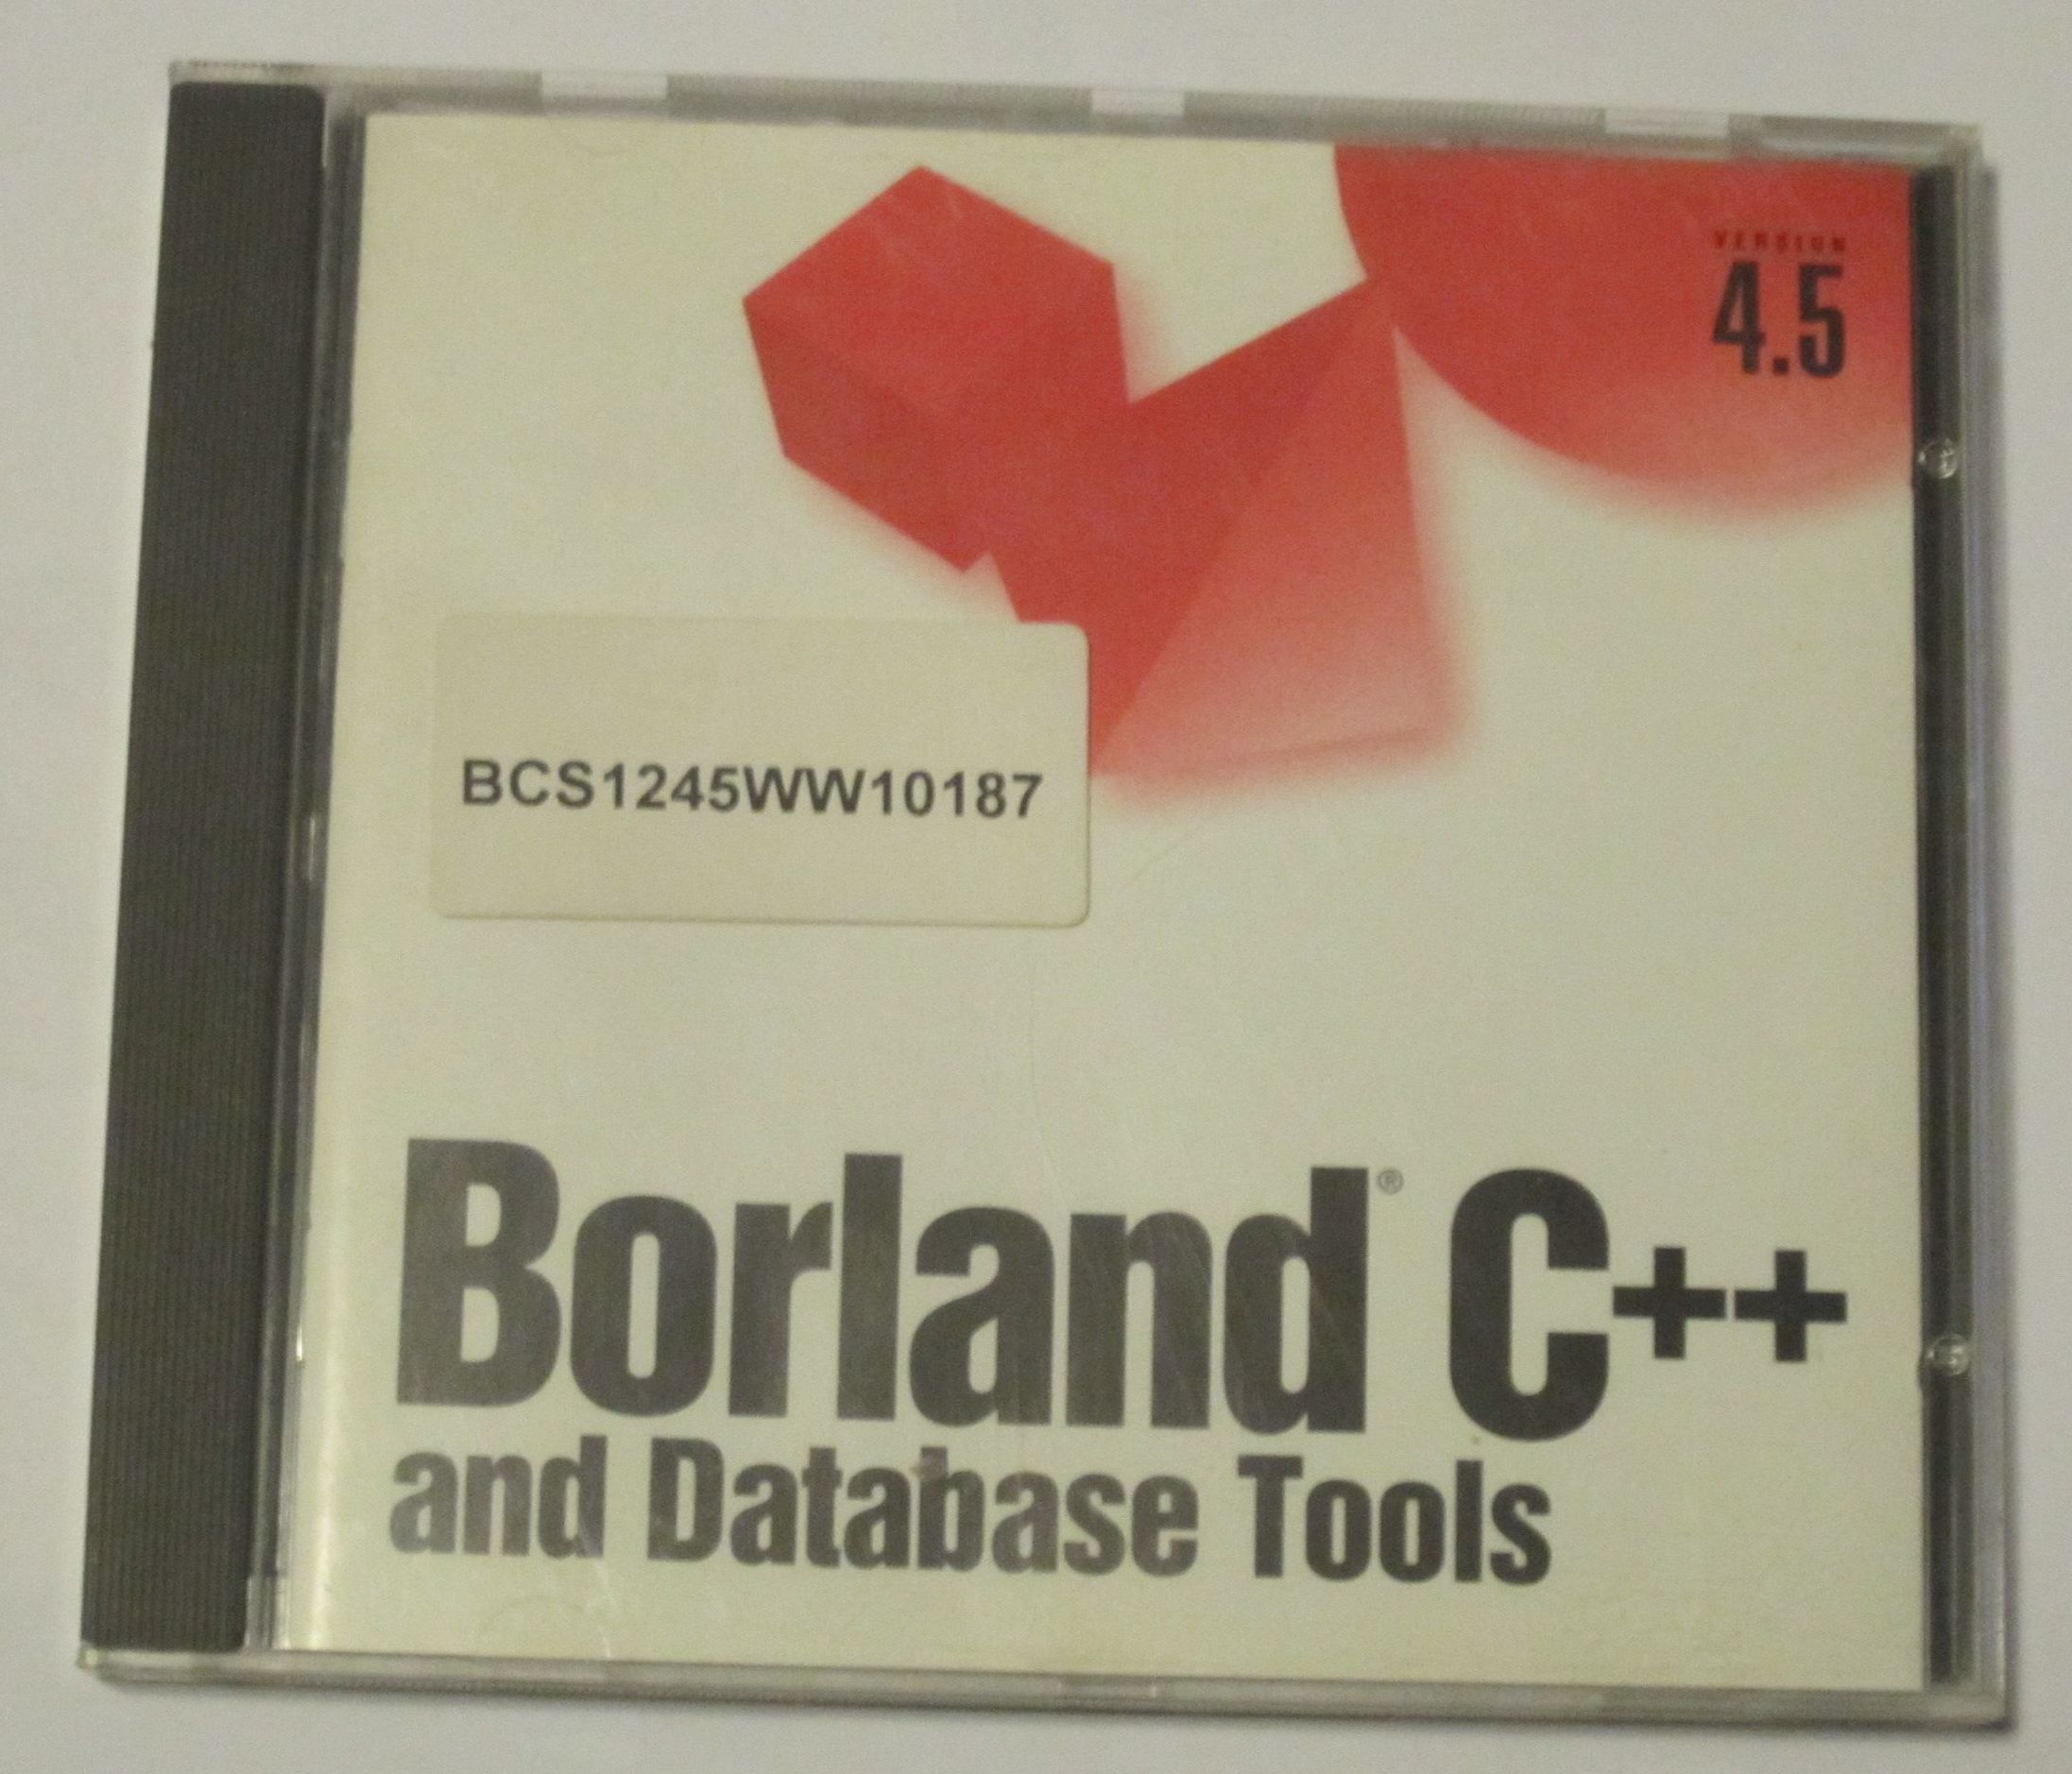 VERSION
4.5
BCS1245WW10187
Borland® C++
and Database Tools